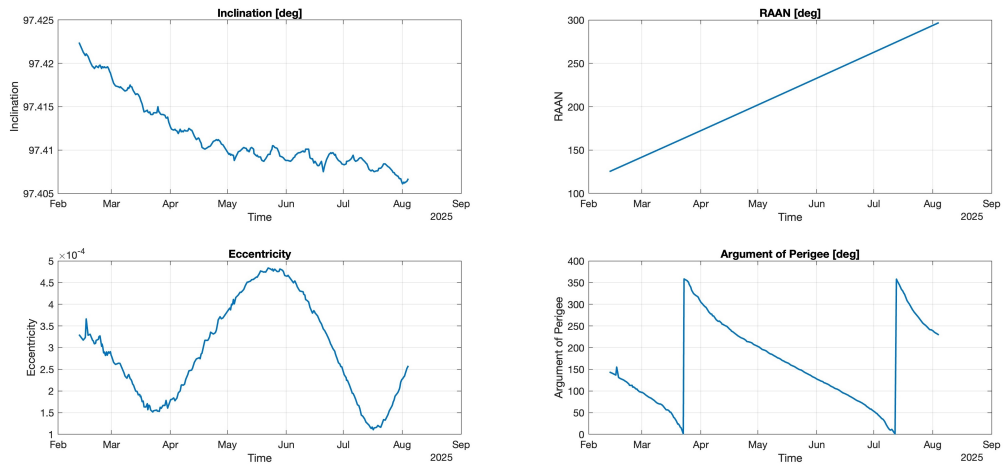 Inclination [deg]
97.425
97.42
97.415
97.41
97.405
Inclination
Feb Mar Apr May Jun Jul Aug Sep
Time
2025
RAAN [deg]
300
250
200
150
100
RAAN
Feb Mar Apr May Jun Jul Aug Sep
Time
2025
Eccentricity
×10⁻⁴
5
4.5
4
3.5
3
2.5
2
1.5
1
Eccentricity
Feb Mar Apr May Jun Jul Aug Sep
Time
2025
Argument of Perigee [deg]
400
350
300
250
200
150
100
50
0
Argument of Perigee
Feb Mar Apr May Jun Jul Aug Sep
Time
2025